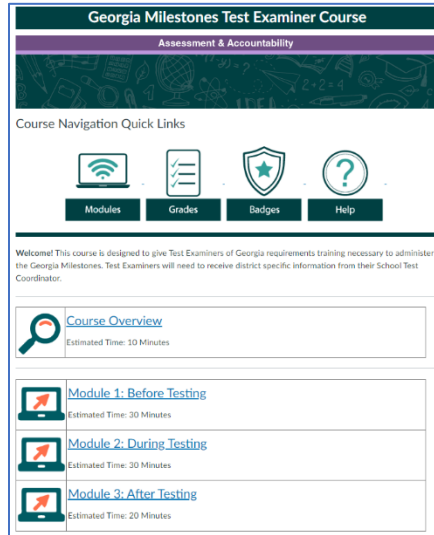 Georgia Milestones Test Examiner Course
Assessment & Accountability
2+2=4
IDEA
Course Navigation Quick Links
Modules
Grades
Badges
Help
Welcome! This course is designed to give Test Examiners of Georgia requirements training necessary to administer
the Georgia Milestones. Test Examiners will need to receive district specific information from their School Test
Coordinator.
Course Overview
Estimated Time: 10 Minutes
Module 1: Before Testing
Estimated Time: 30 Minutes
Module 2: During Testing
Estimated Time: 30 Minutes
Module 3: After Testing
Estimated Time: 20 Minutes